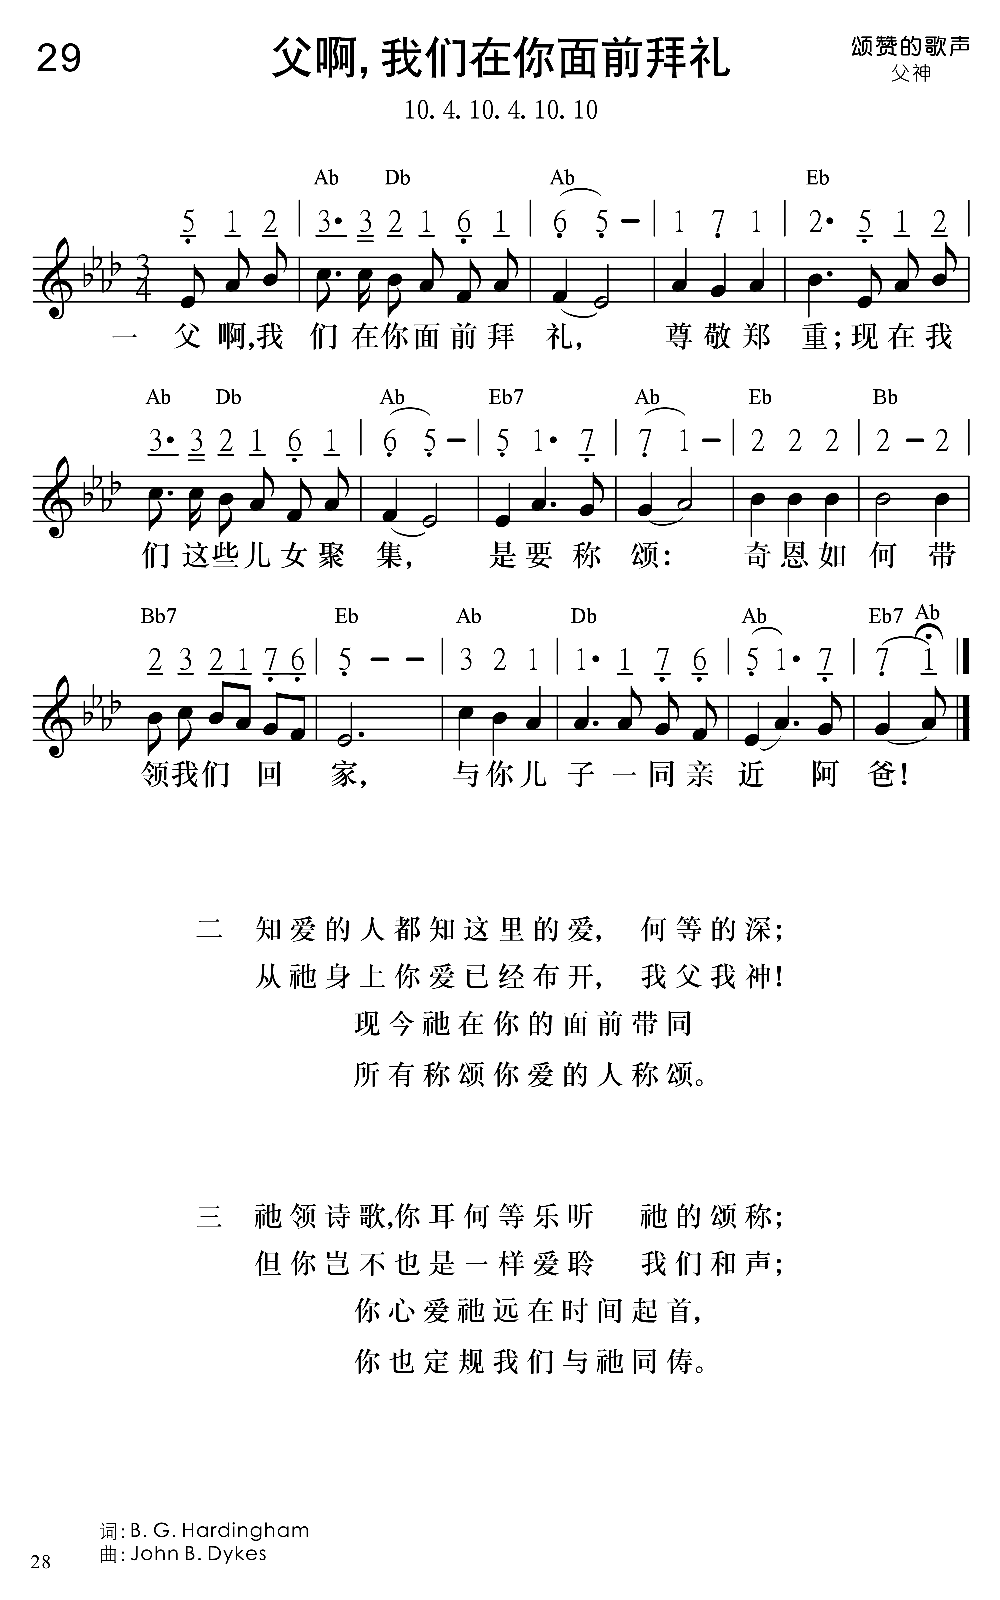 29
父啊,我们在你面前拜礼
颂赞的歌声
父神
10. 4. 10. 4. 10. 10
Ab Db Ab Eb
5 1 2 | 3· 3 2 1 6 1 | 6 5 – | 1 7 1 | 2· 5 1 2 |
3
4
一 父啊,我们在你面前拜礼, 尊敬郑重;现在我
Ab Db Ab Eb7 Ab Eb Bb
3· 3 2 1 6 1 | 6 5 – | 5 1· 7 | 7 1 – | 2 2 2 | 2 – 2 |
们这些儿女聚集, 是要称颂: 奇恩如何带
Bb7 Eb Ab Db Ab Eb7 Ab
2 3 2 1 7 6 | 5 – – | 3 2 1 | 1· 1 7 6 | 5 1· 7 | 7 1
领我们回家, 与你儿子一同亲近阿爸!
二 知爱的人都知这里的爱, 何等的深;
从祂身上你爱已经布开, 我父我神!
现今祂在你的面前带同
所有称颂你爱的人称颂。
三 祂领诗歌,你耳何等乐听 祂的颂称;
但你岂不也是一样爱聆 我们和声;
你心爱祂远在时间起首,
你也定规我们与祂同俦。
词: B. G. Hardingham
曲: John B. Dykes
28